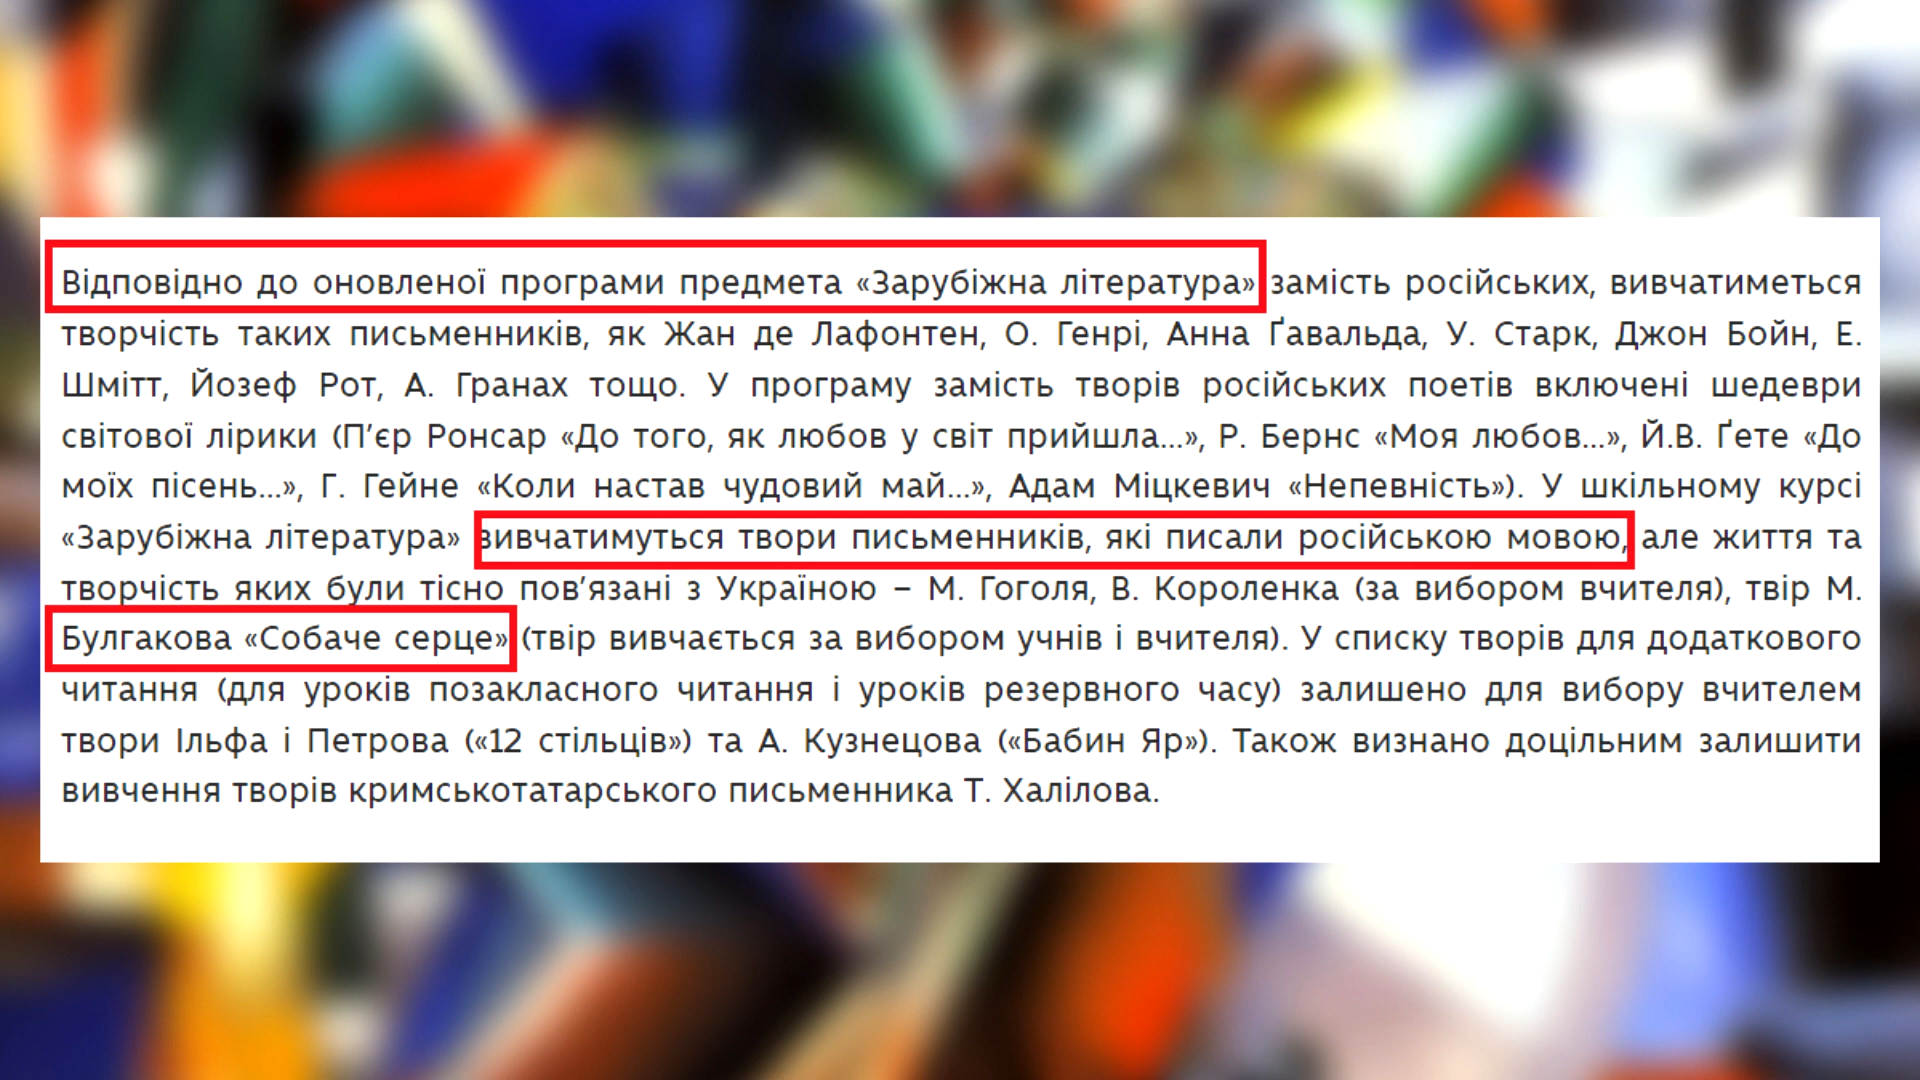 Відповідно до оновленої програми предмета «Зарубіжна література» замість російських, вивчатиметься
творчість таких письменників, як Жан де Лафонтен, О. Генрі, Анна Ґавальда, У. Старк, Джон Бойн, Е.
Шмітт, Йозеф Рот, А. Гранах тощо. У програму замість творів російських поетів включені шедеври
світової лірики (П’єр Ронсар «До того, як любов у світ прийшла...», Р. Бернс «Моя любов...», Й.В. Ґете «До
моїх пісень...», Г. Гейне «Коли настав чудовий май...», Адам Міцкевич «Непевність»). У шкільному курсі
«Зарубіжна література» вивчатимуться твори письменників, які писали російською мовою, але життя та
творчість яких були тісно пов’язані з Україною – М. Гоголя, В. Короленка (за вибором вчителя), твір М.
Булгакова «Собаче серце» (твір вивчається за вибором учнів і вчителя). У списку творів для додаткового
читання (для уроків позакласного читання і уроків резервного часу) залишено для вибору вчителем
твори Ільфа і Петрова («12 стільців») та А. Кузнецова («Бабин Яр»). Також визнано доцільним залишити
вивчення творів кримськотатарського письменника Т. Халілова.